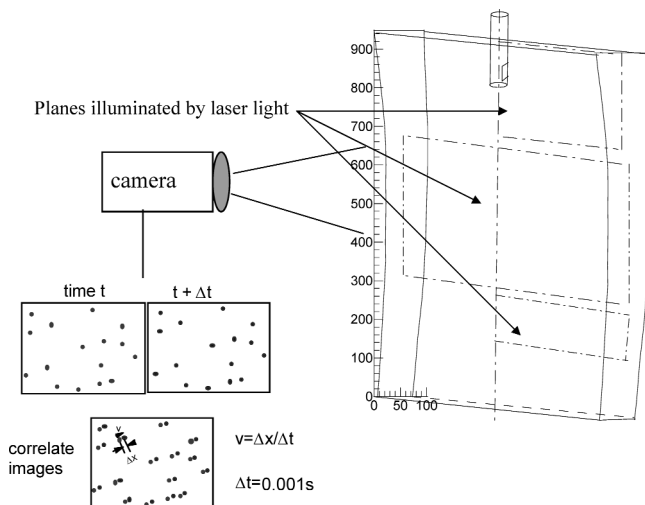 Planes illuminated by laser light
camera
time t
t + Δt
correlate
images
v
Δx
v=Δx/Δt
Δt=0.001s
900
800
700
600
500
400
300
200
100
0
0 50 100